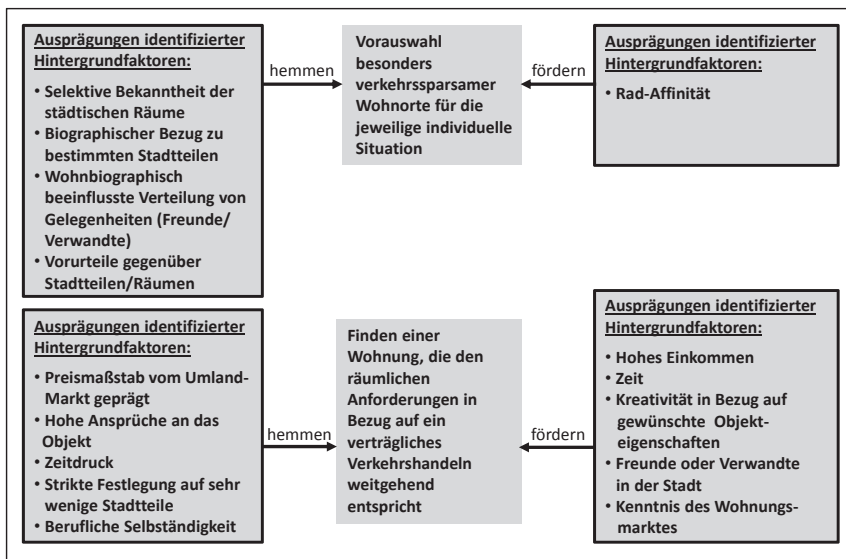 Ausprägungen identifizierter
Hintergrundfaktoren:
• Selektive Bekanntheit der
städtischen Räume
• Biographischer Bezug zu
bestimmten Stadtteilen
• Wohnbiographisch
beeinflusste Verteilung von
Gelegenheiten (Freunde/
Verwandte)
• Vorurteile gegenüber
Stadtteilen/Räumen
hemmen
Vorauswahl
besonders
verkehrssparsamer
Wohnorte für die
jeweilige individuelle
Situation
fördern
Ausprägungen identifizierter
Hintergrundfaktoren:
• Rad-Affinität
Ausprägungen identifizierter
Hintergrundfaktoren:
• Preismaßstab vom Umland-
Markt geprägt
• Hohe Ansprüche an das
Objekt
• Zeitdruck
• Strikte Festlegung auf sehr
wenige Stadtteile
• Berufliche Selbständigkeit
hemmen
Finden einer
Wohnung, die den
räumlichen
Anforderungen in
Bezug auf ein
verträgliches
Verkehrshandeln
weitgehend
entspricht
fördern
Ausprägungen identifizierter
Hintergrundfaktoren:
• Hohes Einkommen
• Zeit
• Kreativität in Bezug auf
gewünschte Objekt-
eigenschaften
• Freunde oder Verwandte
in der Stadt
• Kenntnis des Wohnungs-
marktes